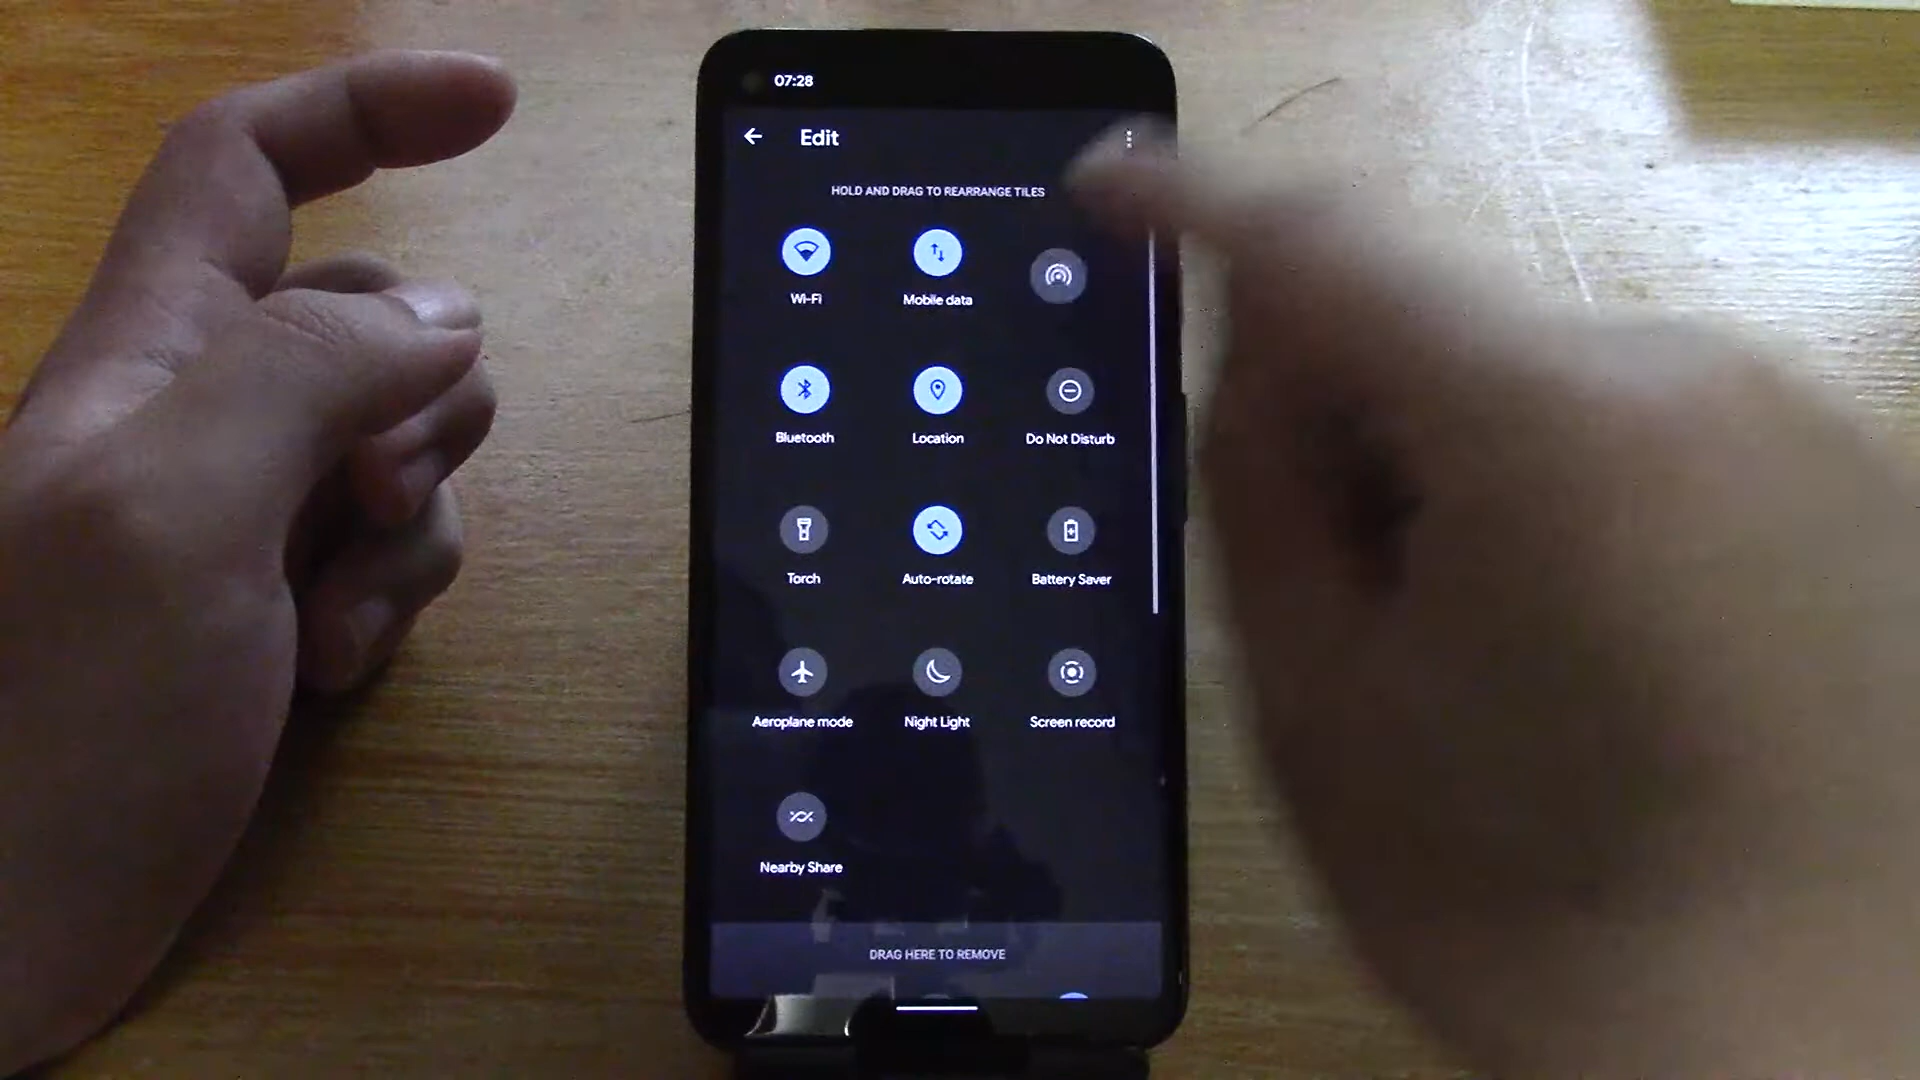 07:28
Edit
HOLD AND DRAG TO REARRANGE TILES
Wi-Fi
Mobile data
Bluetooth
Location
Do Not Disturb
Torch
Auto-rotate
Battery Saver
Aeroplane mode
Night Light
Screen record
Nearby Share
DRAG HERE TO REMOVE